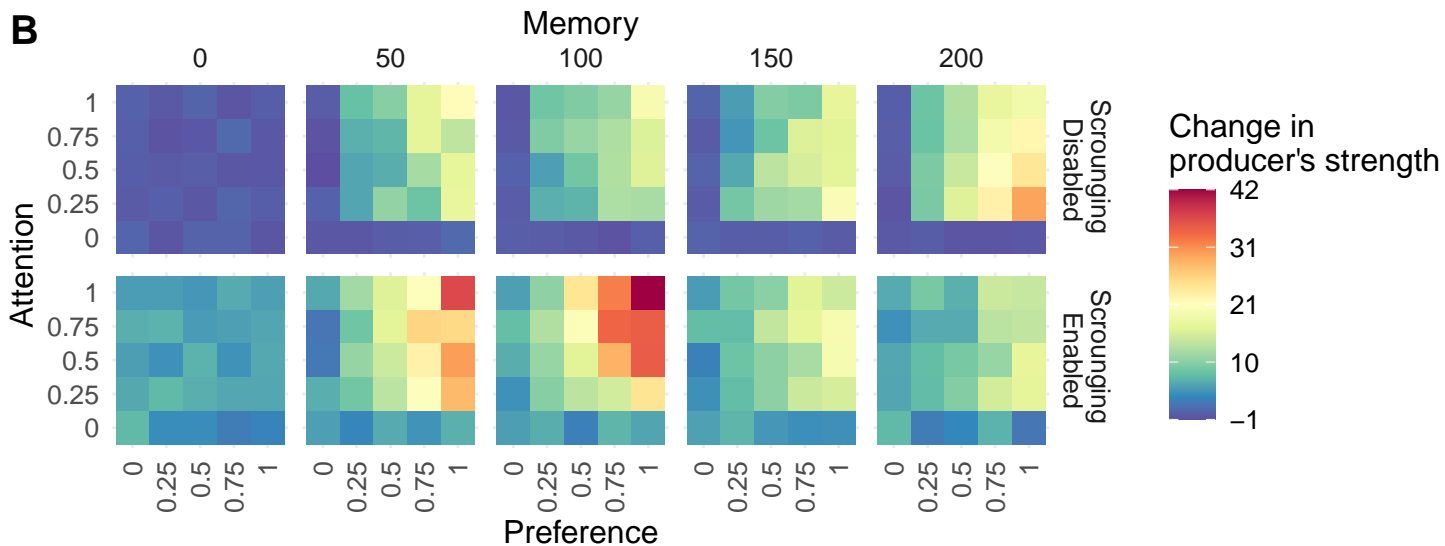 B
Memory
0 50 100 150 200
Attention
1
0.75
0.5
0.25
0
Scrounging
Disabled
1
0.75
0.5
0.25
0
Scrounging
Enabled
0 0.25 0.5 0.75 1 0 0.25 0.5 0.75 1 0 0.25 0.5 0.75 1 0 0.25 0.5 0.75 1 0 0.25 0.5 0.75 1
Preference
Change in
producer's strength
42
31
21
10
−1